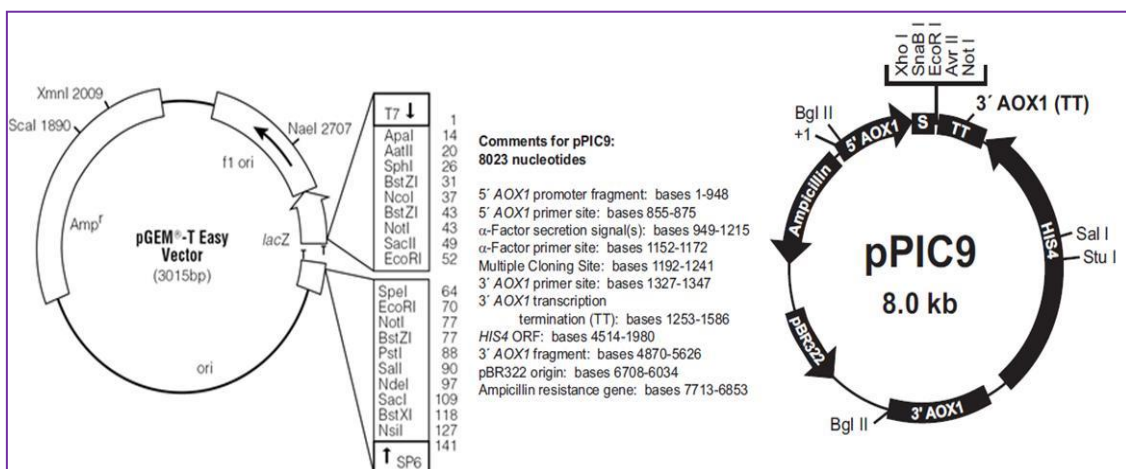 XmnI 2009
ScaI 1890
NaeI 2707
f1 ori
Ampʳ
pGEM®-T Easy
Vector
(3015bp)
lacZ
ori
T7 ↓
1
ApaI 14
AatII 20
SphI 26
BstZI 31
NcoI 37
BstZI 43
NotI 43
SacII 49
EcoRI 52
SpeI 64
EcoRI 70
NotI 77
BstZI 77
PstI 88
SalI 90
NdeI 97
SacI 109
BstXI 118
NsiI 127
141
↑ SP6
Comments for pPIC9:
8023 nucleotides
5´ AOX1 promoter fragment: bases 1-948
5´ AOX1 primer site: bases 855-875
α-Factor secretion signal(s): bases 949-1215
α-Factor primer site: bases 1152-1172
Multiple Cloning Site: bases 1192-1241
3´ AOX1 primer site: bases 1327-1347
3´ AOX1 transcription
termination (TT): bases 1253-1586
HIS4 ORF: bases 4514-1980
3´ AOX1 fragment: bases 4870-5626
pBR322 origin: bases 6708-6034
Ampicillin resistance gene: bases 7713-6853
Xho I
SnaB I
EcoR I
Avr II
Not I
3´ AOX1 (TT)
Bgl II
+1
5´ AOX1
S
TT
Ampicillin
HIS4
Sal I
Stu I
pPIC9
8.0 kb
pBR322
Bgl II
3' AOX1